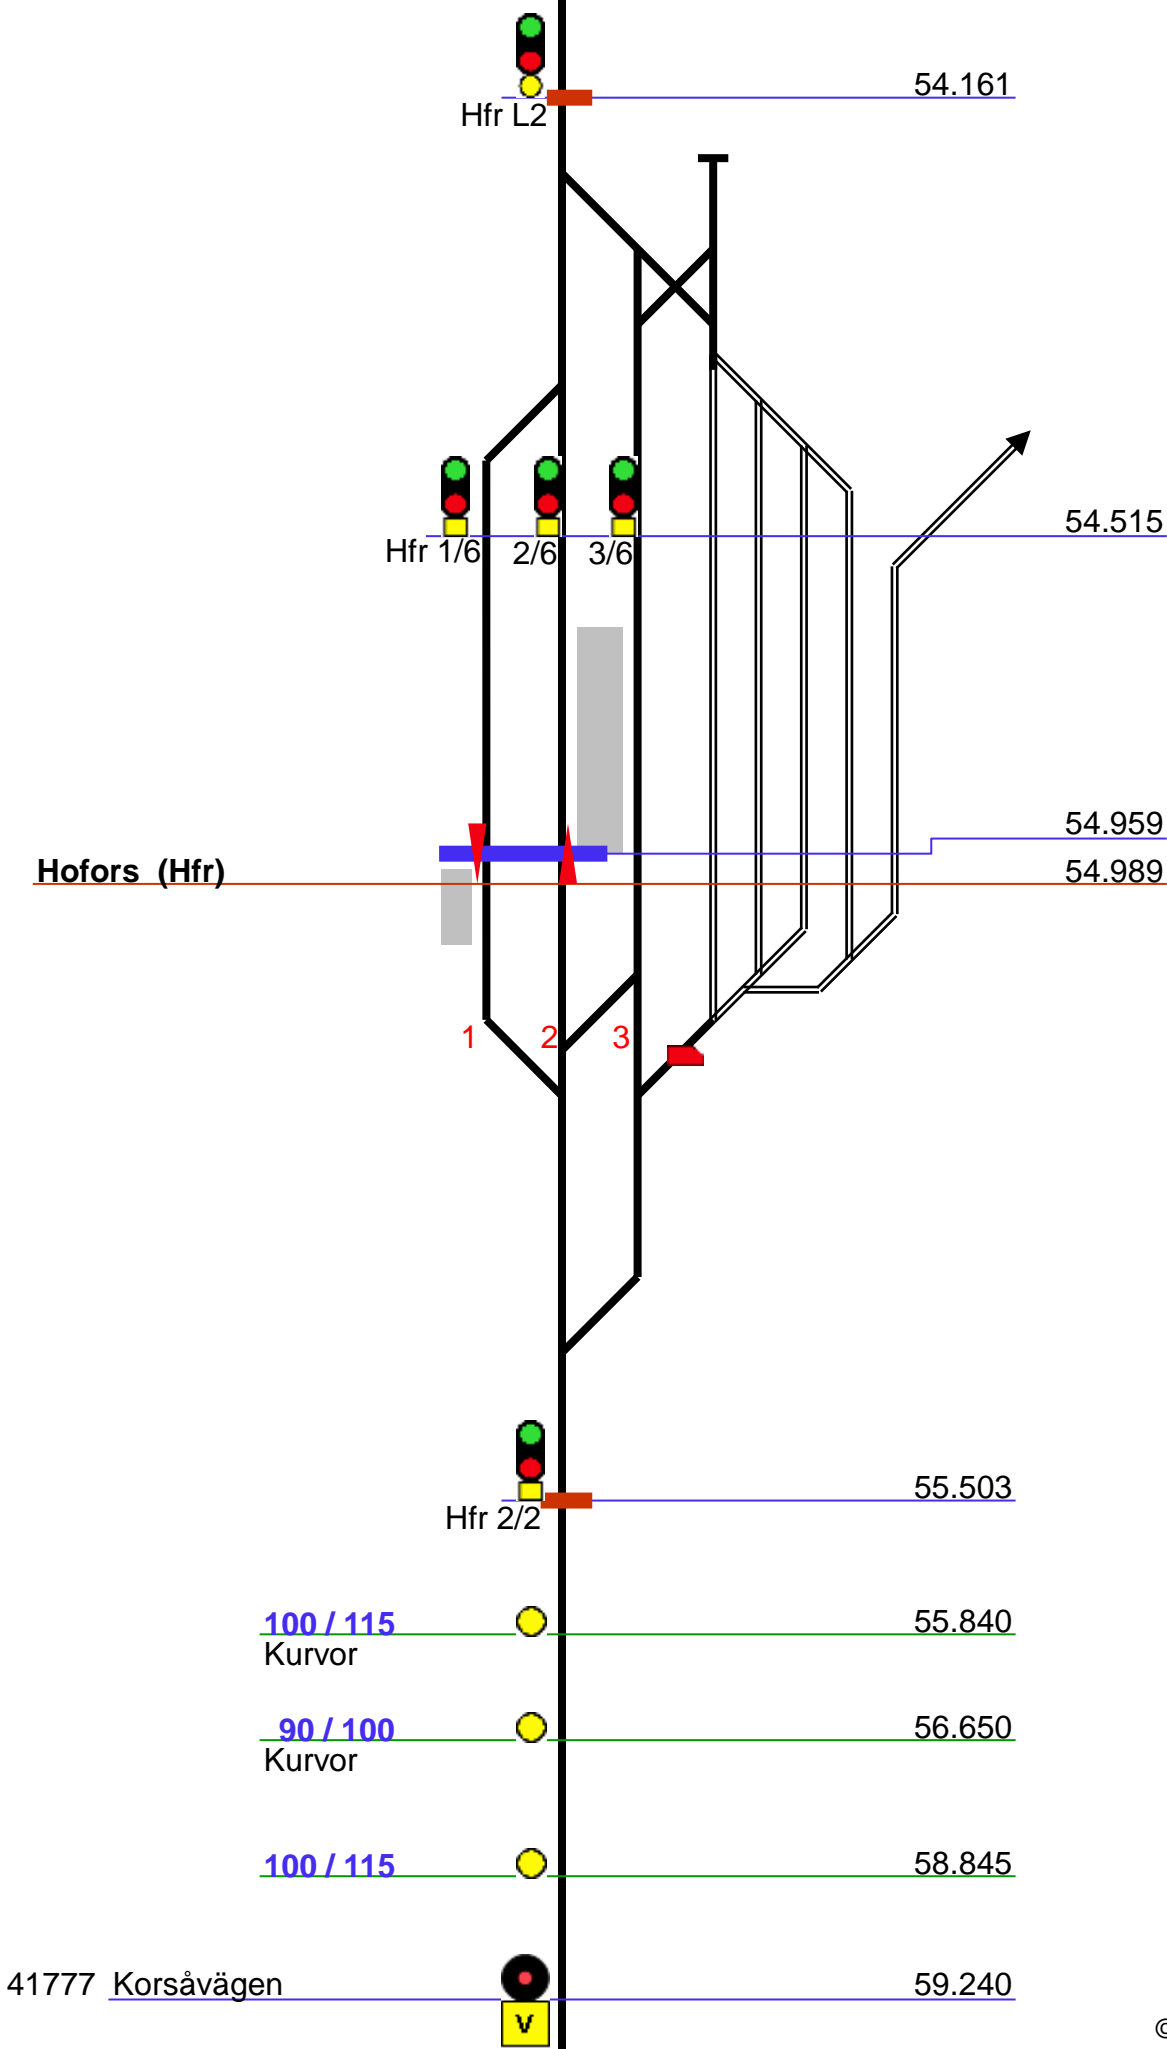 54.161
Hfr L2
54.515
Hfr 1/6 2/6 3/6
54.959
Hofors (Hfr)
54.989
1 2 3
55.503
Hfr 2/2
100 / 115
55.840
Kurvor
90 / 100
56.650
Kurvor
100 / 115
58.845
41777 Korsåvägen
59.240
V
©